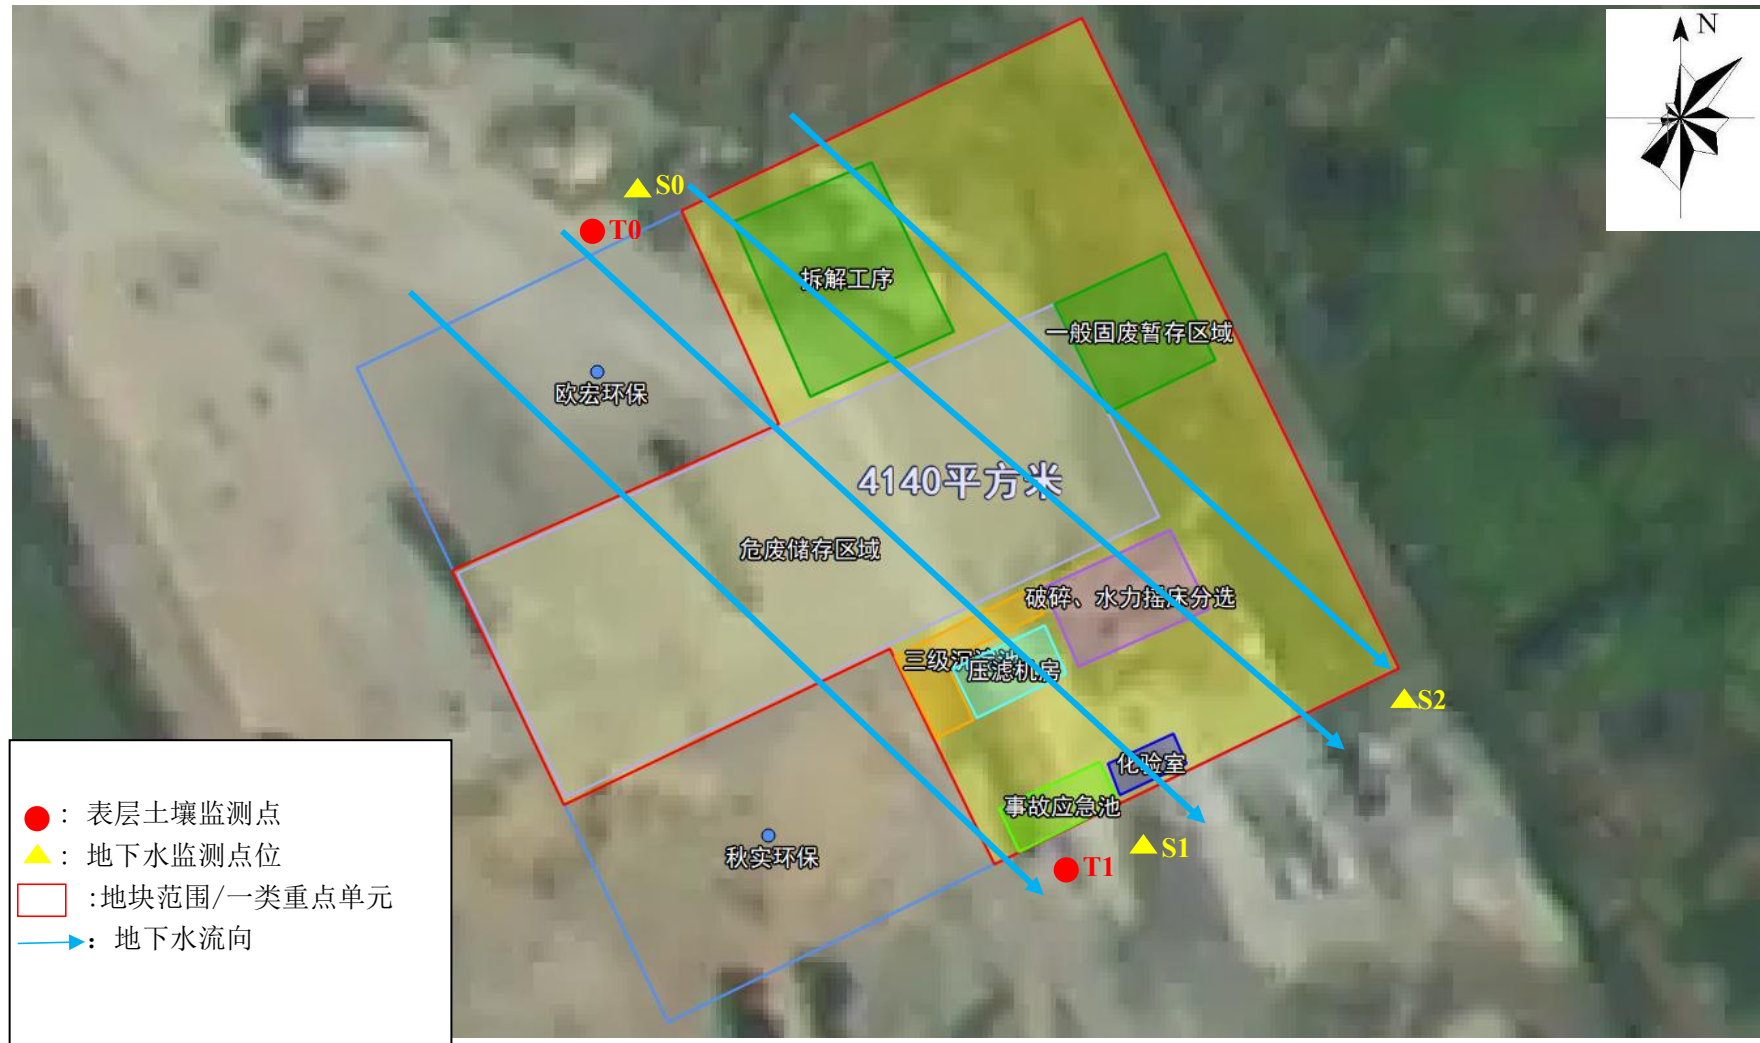 N
S0
T0
拆解工序
一般固废暂存区域
欧宏环保
4140平方米
危废储存区域
破碎、水力摇床分选
三级沉淀池
压滤机房
S2
化验室
事故应急池
S1
T1
秋实环保
: 表层土壤监测点
: 地下水监测点位
:地块范围/一类重点单元
: 地下水流向